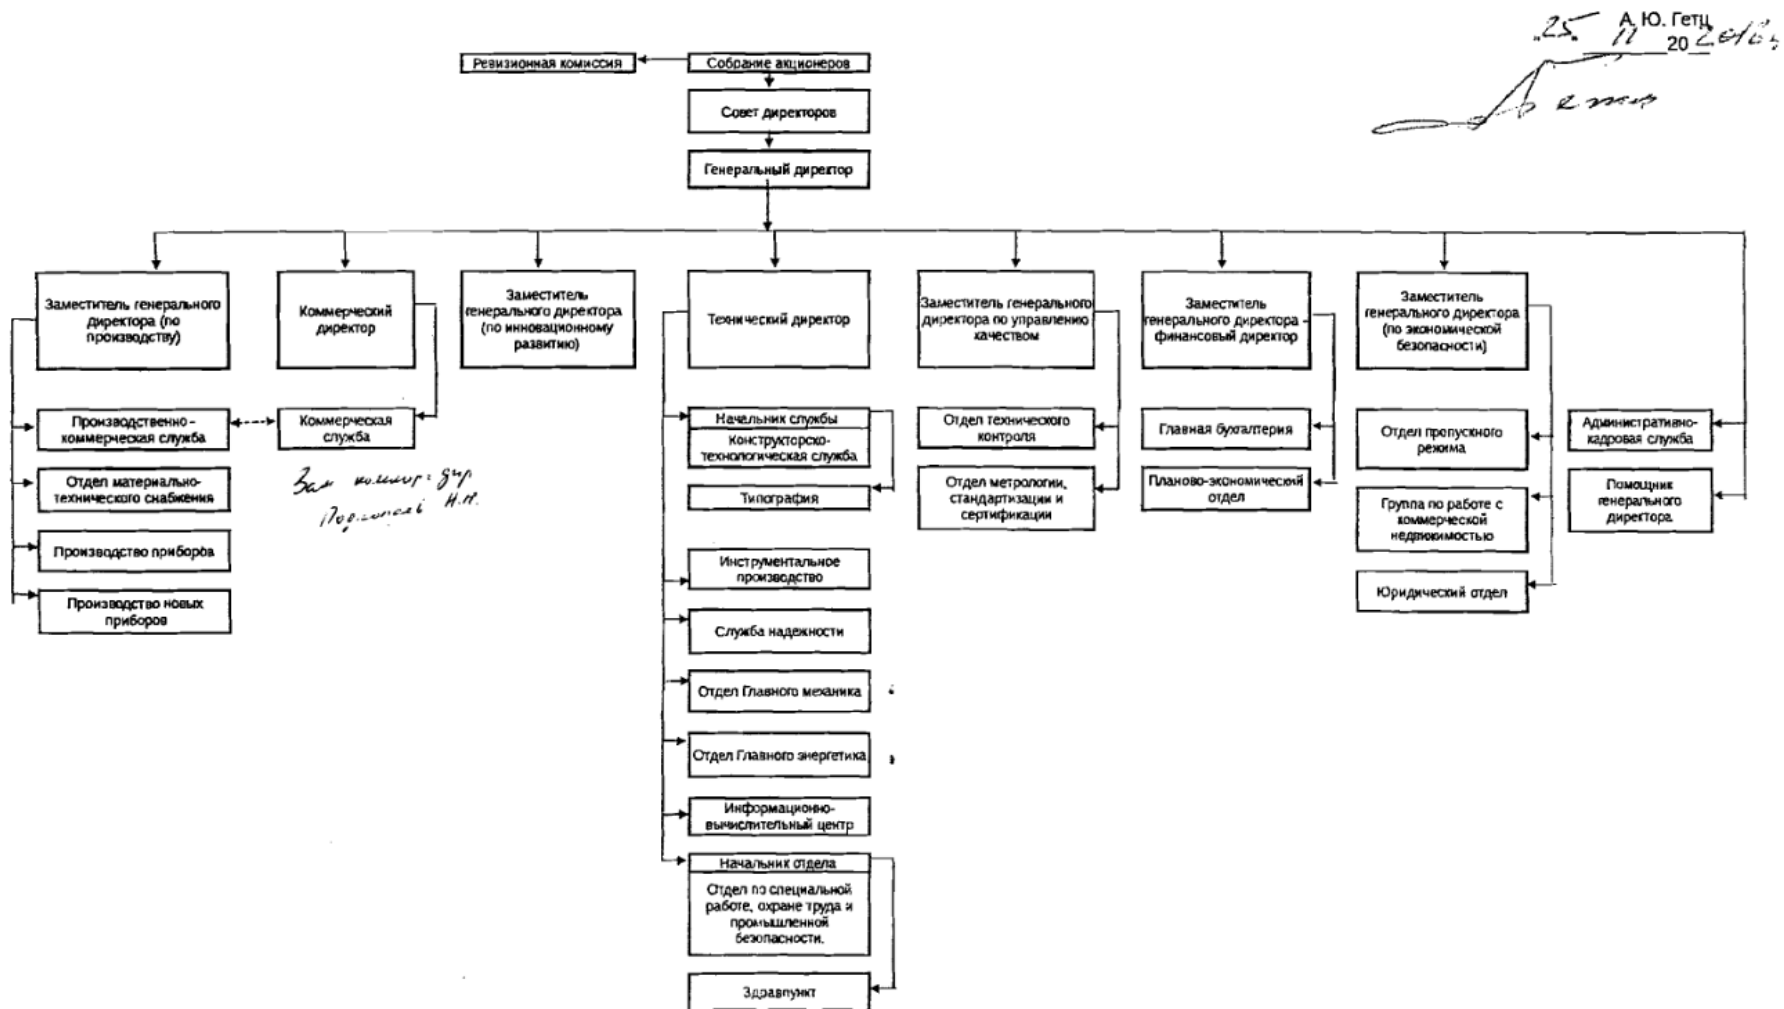 А. Ю. Гетц
„25“ 11 20
Ревизионная комиссия
Собрание акционеров
Совет директоров
Генеральный директор
Заместитель генерального
директора (по
производству)
Коммерческий
директор
Заместитель
генерального директора
(по инновационному
развитию)
Технический директор
Заместитель генерального
директора по управлению
качеством
Заместитель
генерального директора -
финансовый директор
Заместитель
генерального директора
(по экономической
безопасности)
Производственно-
коммерческая служба
Отдел материально-
технического снабжения
Производство приборов
Производство новых
приборов
Коммерческая
служба
Зам коммер. дир
Н.Н.
Начальник службы
Конструкторско-
технологическая служба
Типография
Инструментальное
производство
Служба надежности
Отдел Главного механика
Отдел Главного энергетика
Информационно-
вычислительный центр
Начальник отдела
Отдел по специальной
работе, охране труда и
промышленной
безопасности.
Здравпункт
Отдел технического
контроля
Отдел метрологии,
стандартизации и
сертификации
Главная бухгалтерия
Планово-экономический
отдел
Отдел пропускного
режима
Группа по работе с
коммерческой
недвижимостью
Юридический отдел
Административно-
кадровая служба
Помощник
генерального
директора